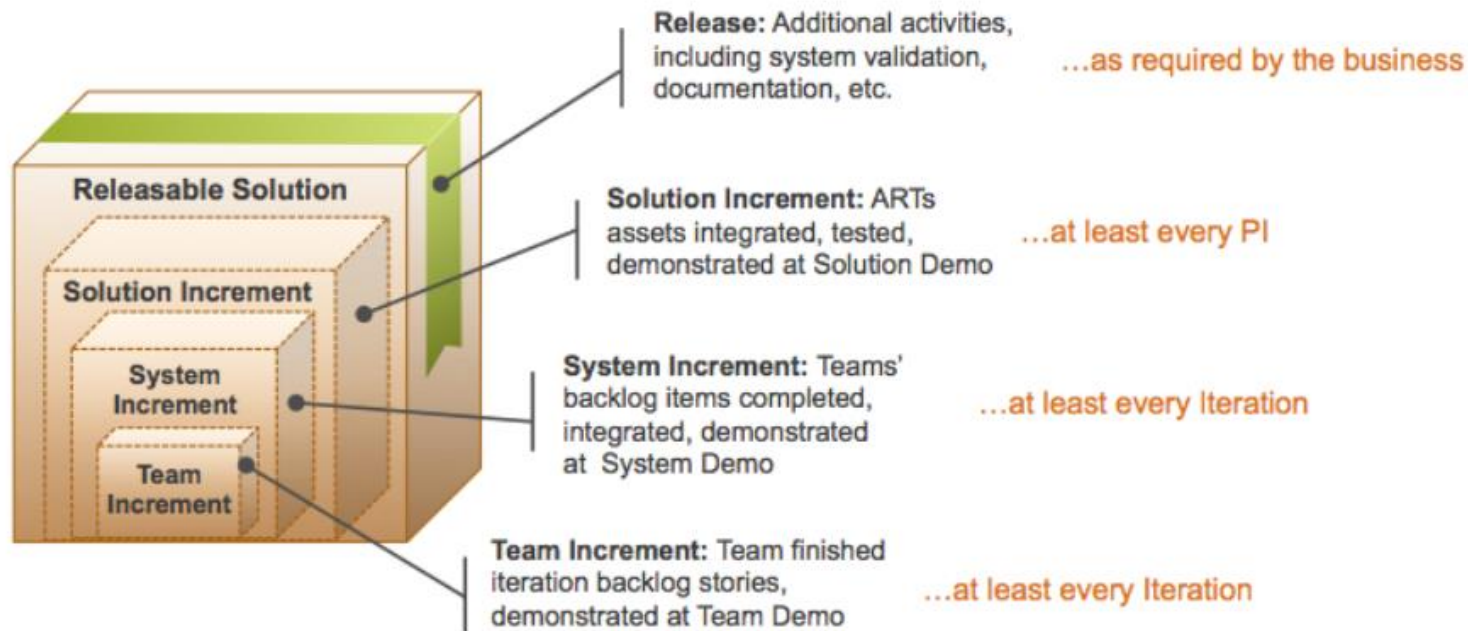 Release: Additional activities,
including system validation,
documentation, etc.
...as required by the business
Releasable Solution
Solution Increment: ARTs
assets integrated, tested,
demonstrated at Solution Demo
...at least every PI
Solution Increment
System Increment: Teams'
backlog items completed,
integrated, demonstrated
at System Demo
...at least every Iteration
System
Increment
Team
Increment
Team Increment: Team finished
iteration backlog stories,
demonstrated at Team Demo
...at least every Iteration